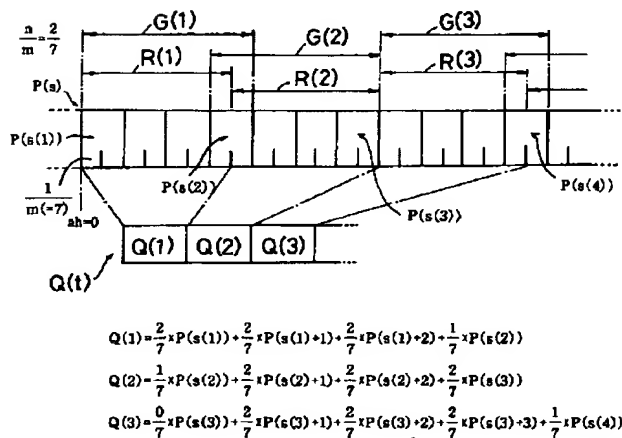 n/m = 2/7
G(1)
G(3)
G(2)
R(1)
R(3)
R(2)
P(s)
P(s(1))
P(s(2))
P(s(3))
P(s(4))
1/m(=7)
ah=0
Q(1) Q(2) Q(3)
Q(t)
Q(1)=2/7×P(s(1))+2/7×P(s(1)+1)+2/7×P(s(1)+2)+1/7×P(s(2))
Q(2)=1/7×P(s(2))+2/7×P(s(2)+1)+2/7×P(s(2)+2)+2/7×P(s(3))
Q(3)=0/7×P(s(3))+2/7×P(s(3)+1)+2/7×P(s(3)+2)+2/7×P(s(3)+3)+1/7×P(s(4))